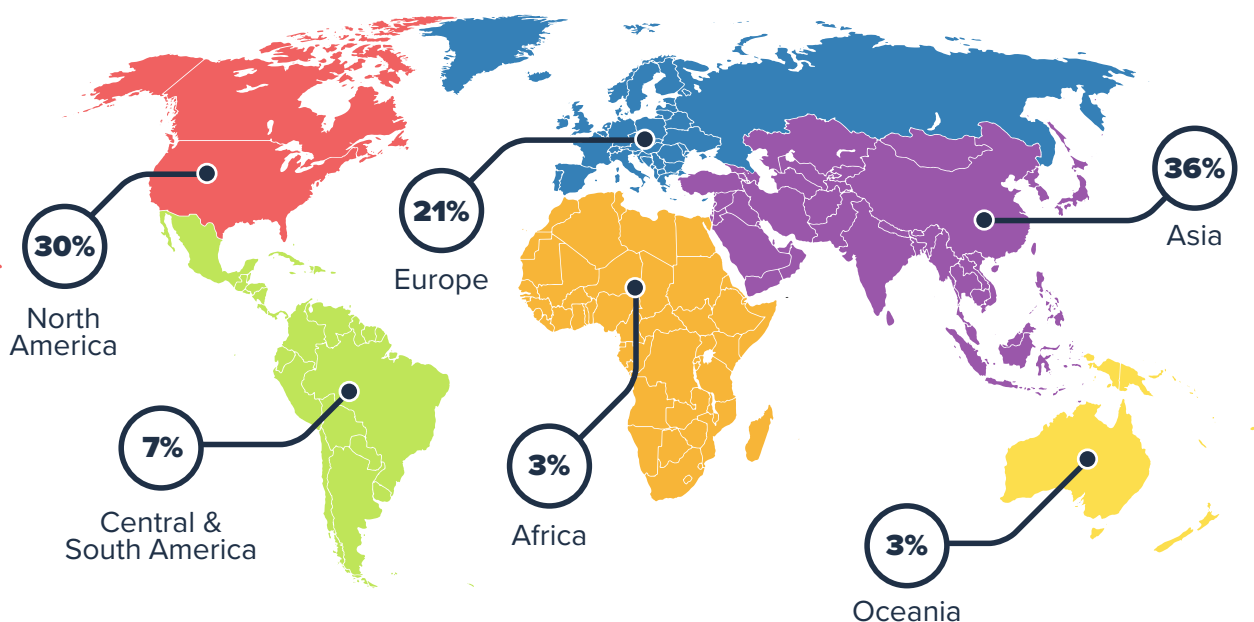 36%
Asia
21%
Europe
30%
North
America
7%
Central &
South America
3%
Africa
3%
Oceania